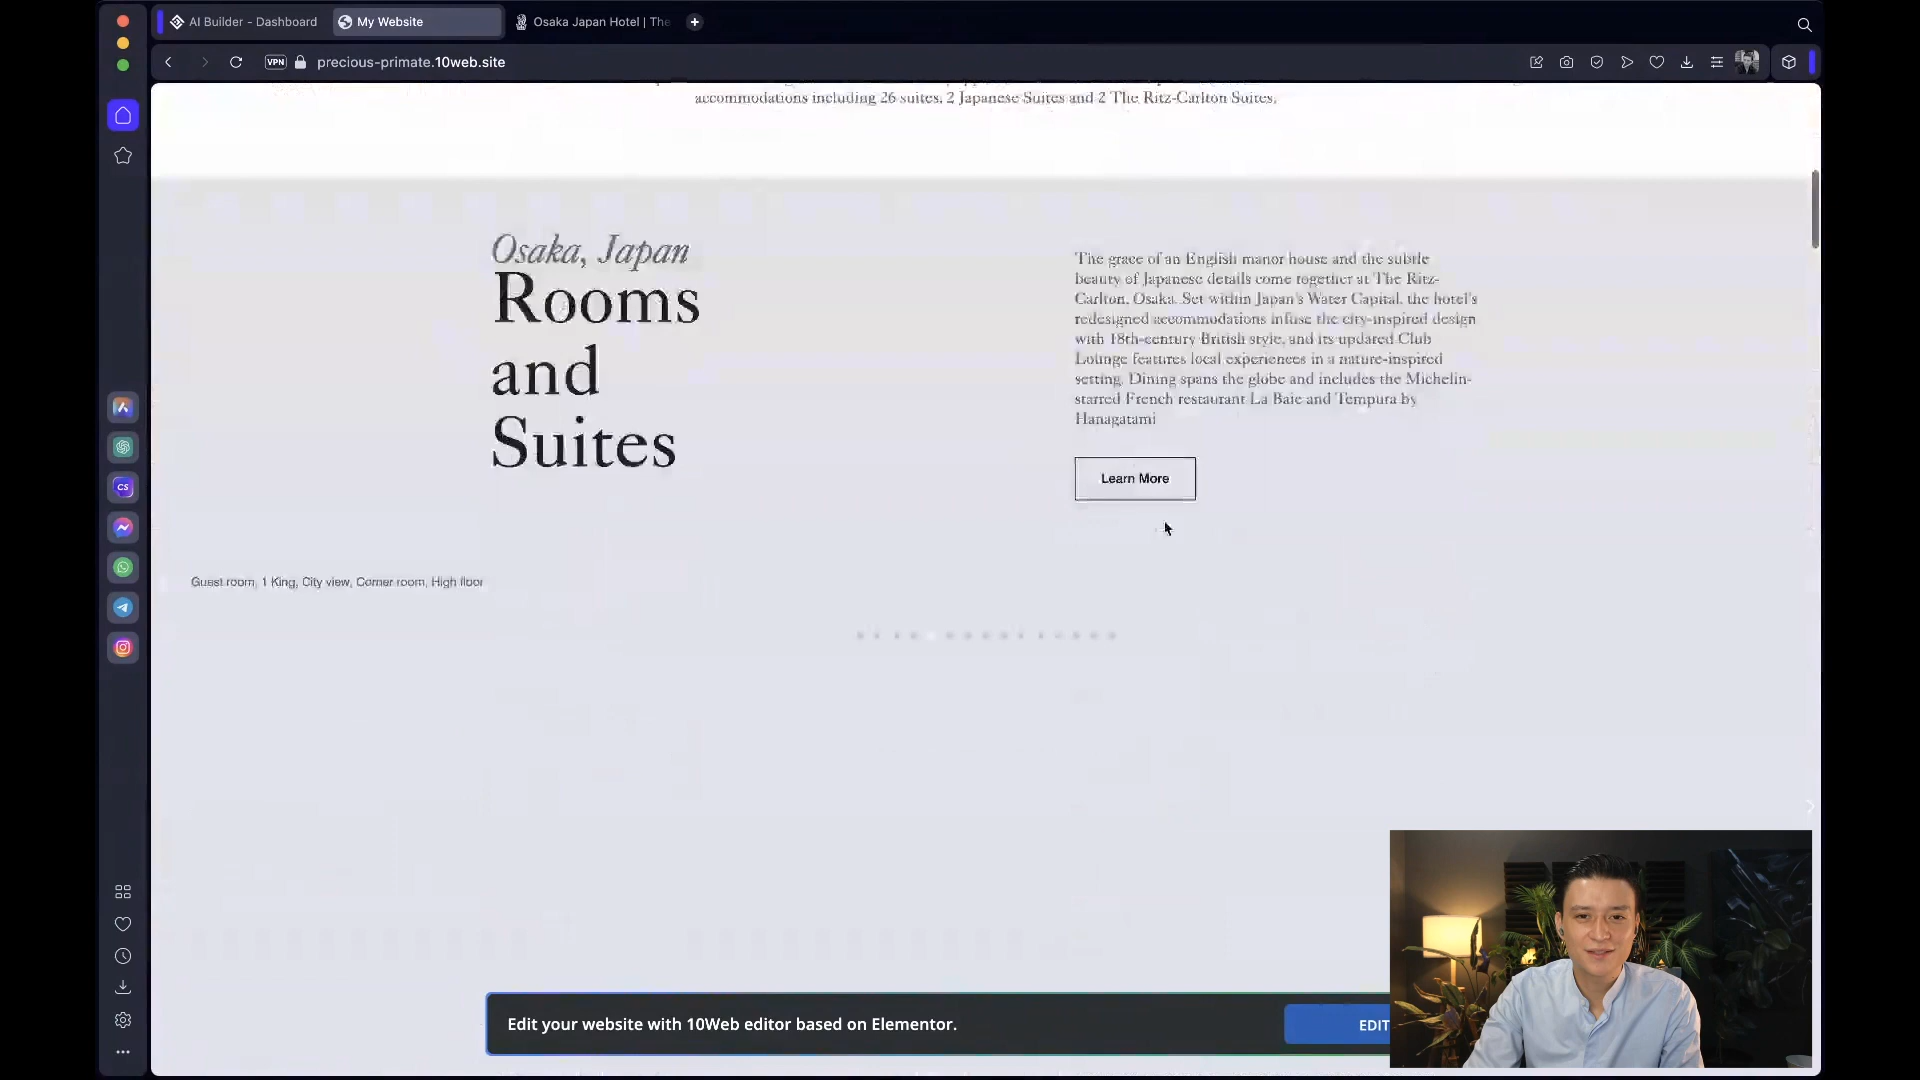 AI Builder - Dashboard
My Website
Osaka Japan Hotel | The
VPN
precious-primate.10web.site
accommodations including 26 suites, 2 Japanese Suites and 2 The Ritz-Carlton Suites.
Osaka, Japan
Rooms
and
Suites
The grace of an English manor house and the subtle
beauty of Japanese details come together at The Ritz-
Carlton, Osaka. Set within Japan's Water Capital, the hotel's
redesigned accommodations infuse the city-inspired design
with 18th-century British style, and its updated Club
Lounge features local experiences in a nature-inspired
setting. Dining spans the globe and includes the Michelin-
starred French restaurant La Baie and Tempura by
Hanagatami
Learn More
Guest room, 1 King, City view, Corner room, High floor
CS
Edit your website with 10Web editor based on Elementor.
EDIT